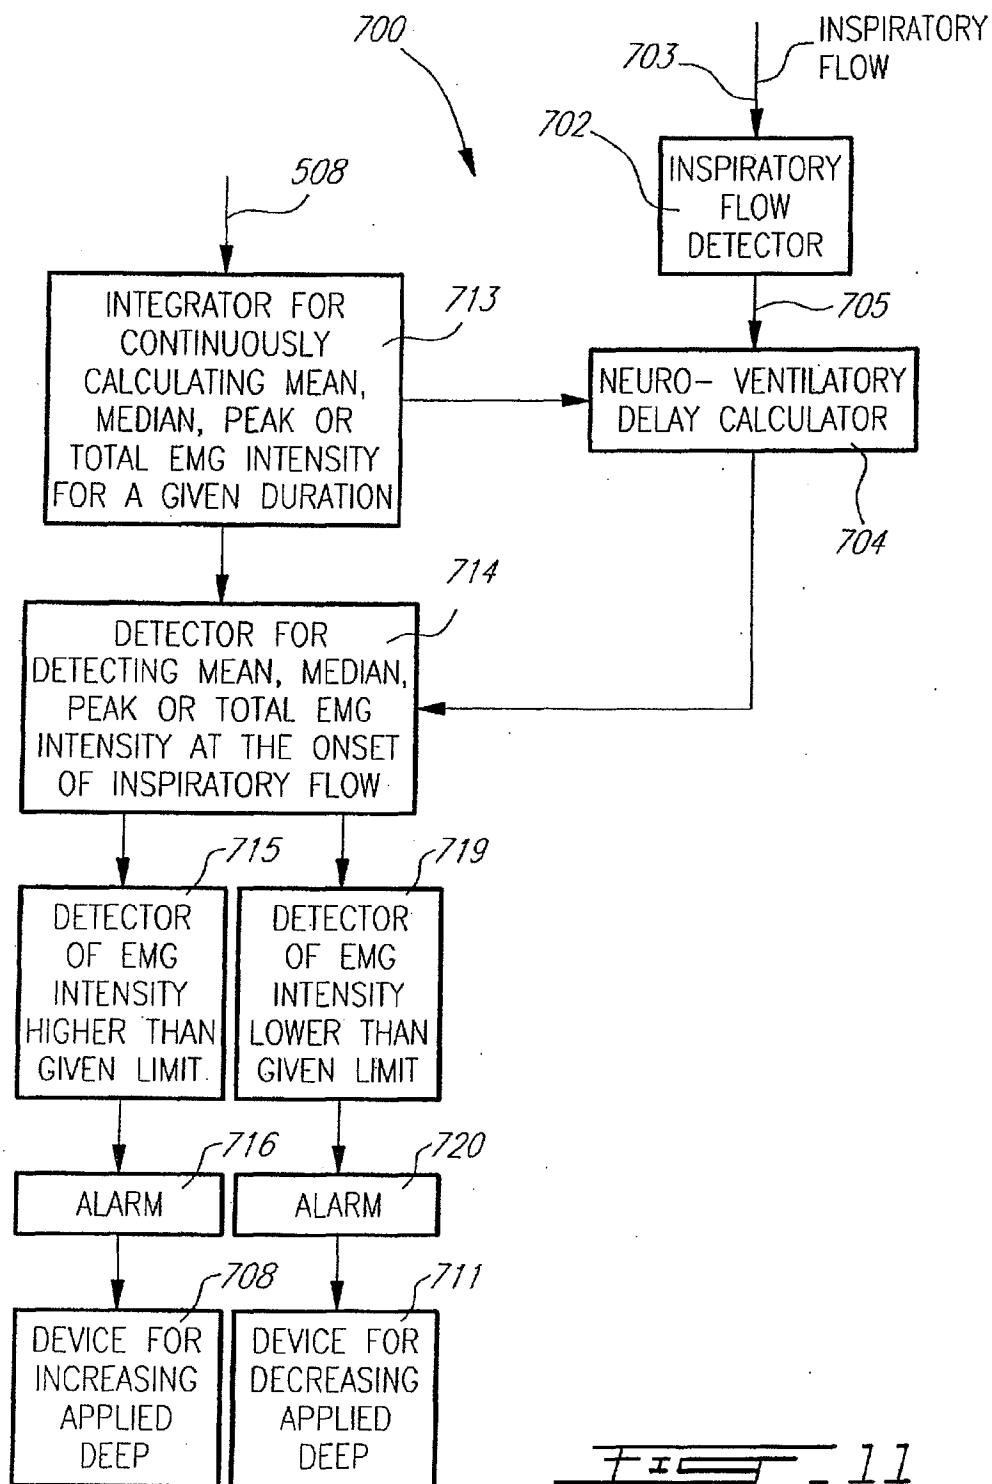 700
703
INSPIRATORY
FLOW
702
INSPIRATORY
FLOW
DETECTOR
508
705
INTEGRATOR FOR
CONTINUOUSLY
CALCULATING MEAN,
MEDIAN, PEAK OR
TOTAL EMG INTENSITY
FOR A GIVEN DURATION
713
NEURO- VENTILATORY
DELAY CALCULATOR
704
714
DETECTOR FOR
DETECTING MEAN, MEDIAN,
PEAK OR TOTAL EMG
INTENSITY AT THE ONSET
OF INSPIRATORY FLOW
715
719
DETECTOR
OF EMG
INTENSITY
HIGHER THAN
GIVEN LIMIT.
DETECTOR
OF EMG
INTENSITY
LOWER THAN
GIVEN LIMIT
716
720
ALARM
ALARM
708
711
DEVICE FOR
INCREASING
APPLIED
DEEP
DEVICE FOR
DECREASING
APPLIED
DEEP
FIG_11